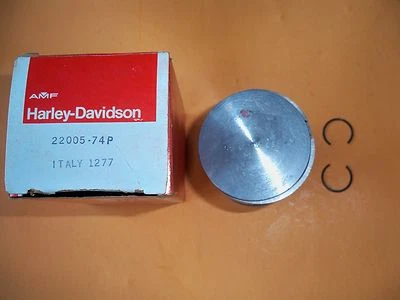 AMF
Harley-Davidson
22005-74P
ITALY 1277